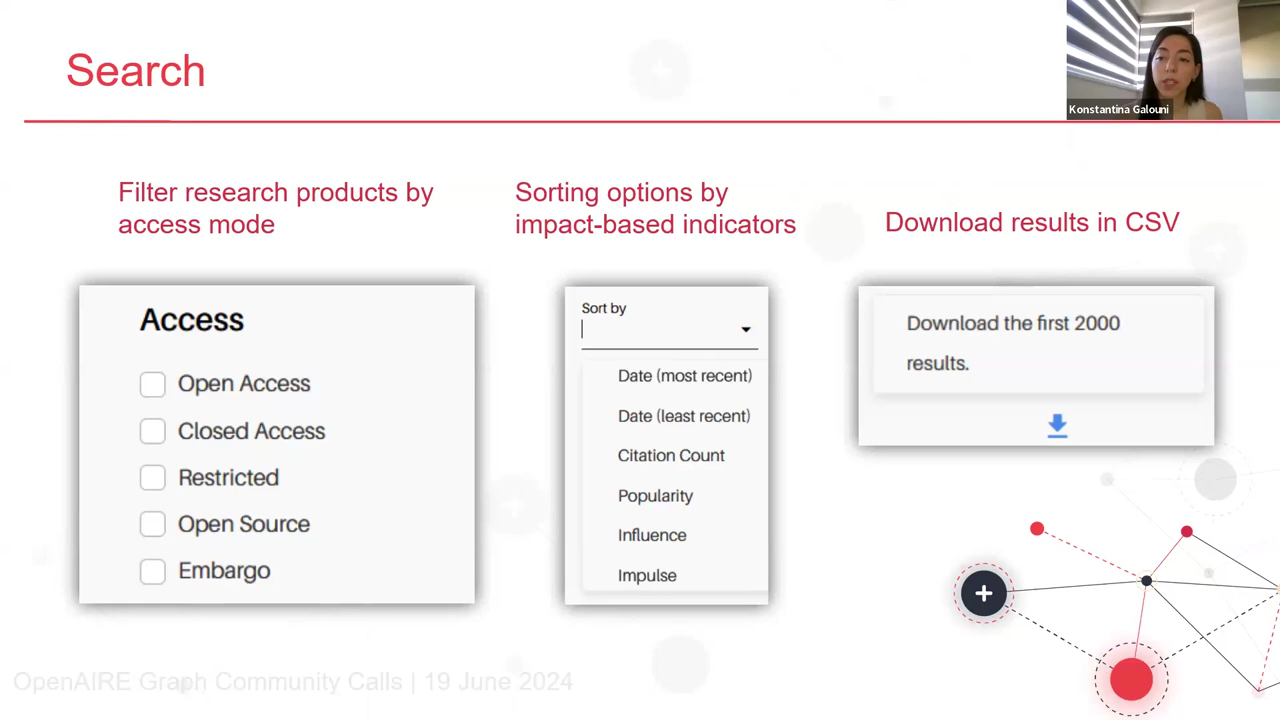 Search
Konstantina Galouni
Filter research products by
access mode
Sorting options by
impact-based indicators
Download results in CSV
Access
Open Access
Closed Access
Restricted
Open Source
Embargo
Sort by
Date (most recent)
Date (least recent)
Citation Count
Popularity
Influence
Impulse
Download the first 2000
results.
OpenAIRE Graph Community Calls | 19 June 2024